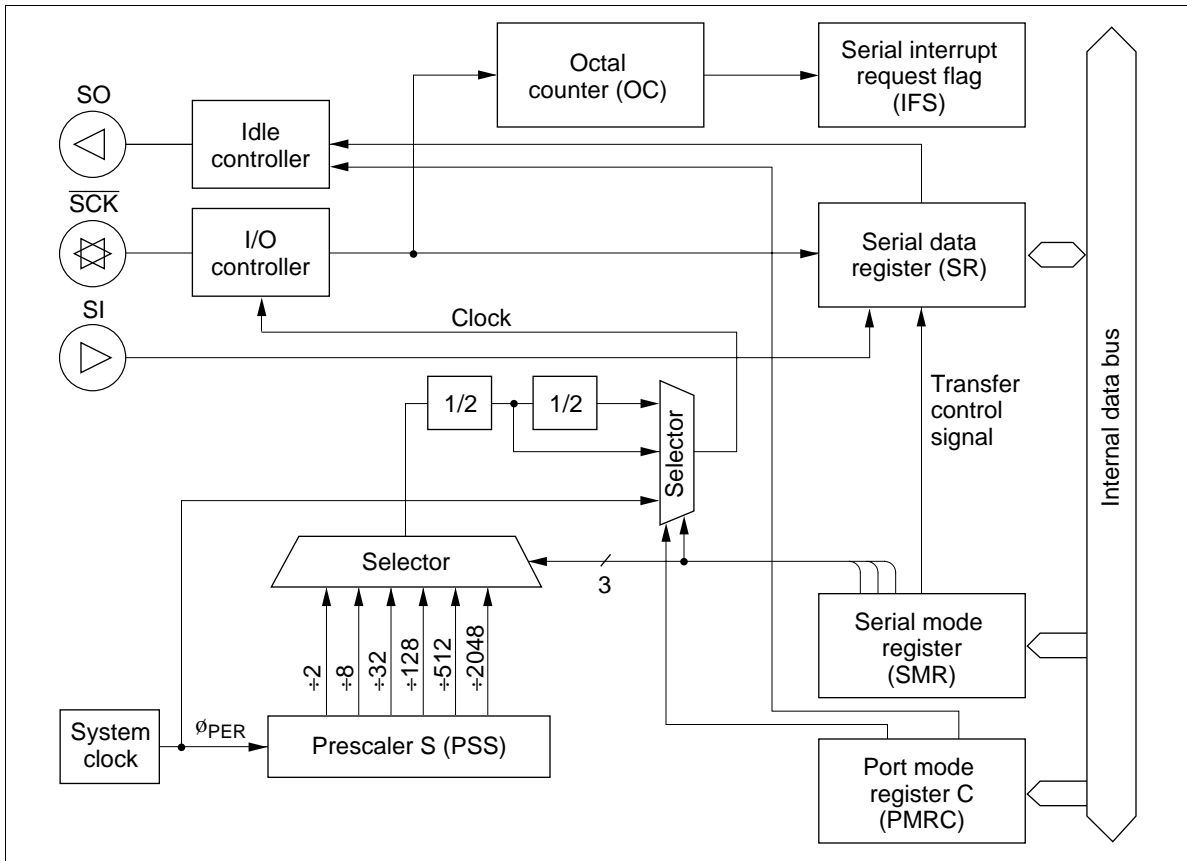 SO
Idle
controller
Octal
counter (OC)
Serial interrupt
request flag
(IFS)
SCK
I/O
controller
Serial data
register (SR)
SI
Clock
1/2
1/2
Selector
Transfer
control
signal
Internal data bus
Selector
3
÷2
÷8
÷32
÷128
÷512
÷2048
Serial mode
register
(SMR)
System
clock
øPER
Prescaler S (PSS)
Port mode
register C
(PMRC)